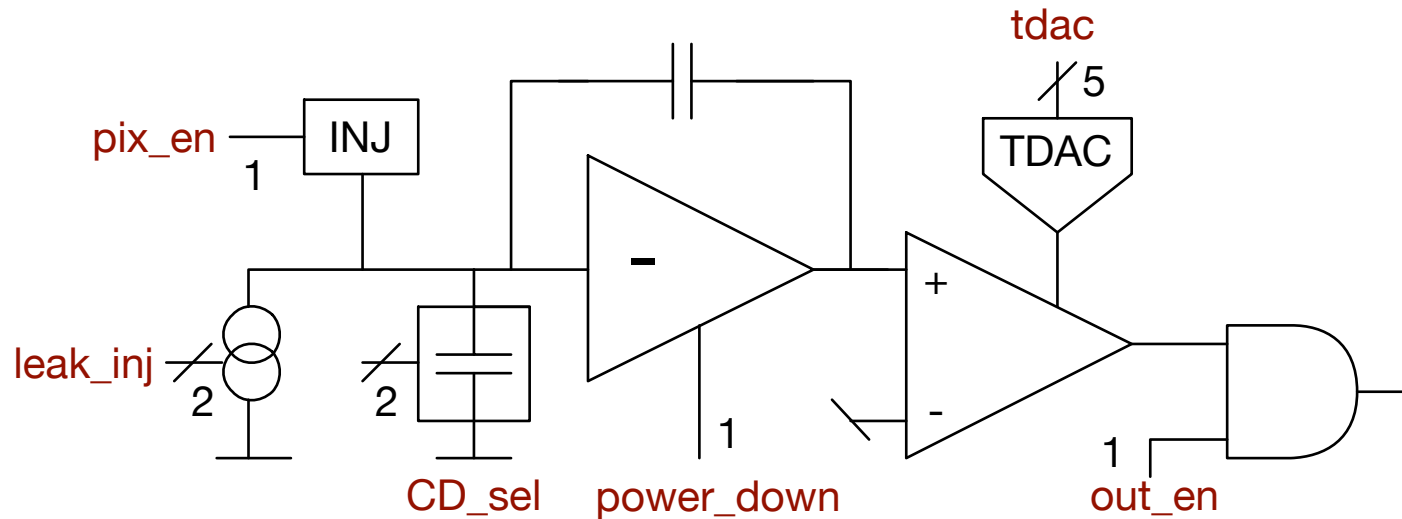 tdac
5
pix_en
1
INJ
TDAC
-
+
leak_inj
2
2
-
1
1
CD_sel
power_down
out_en